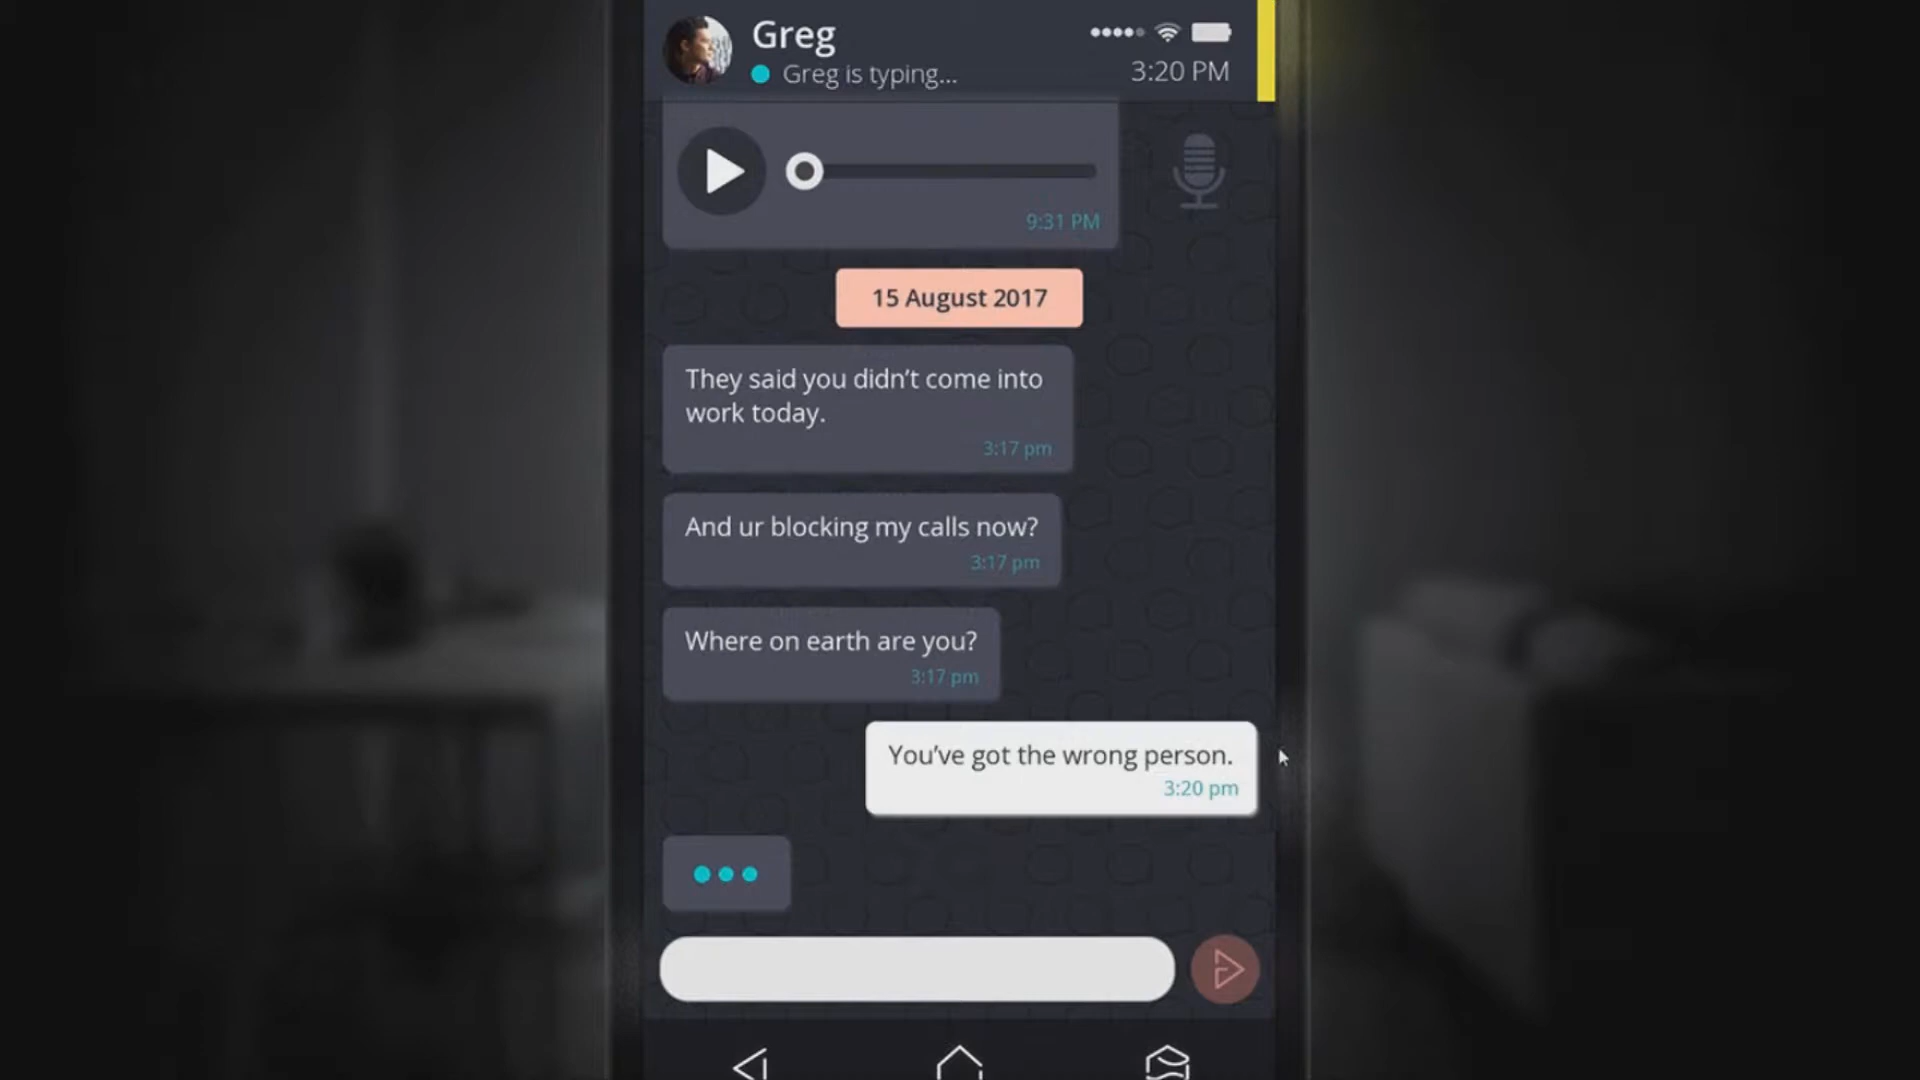 Greg
Greg is typing...
3:20 PM
9:31 PM
15 August 2017
They said you didn’t come into
work today.
3:17 pm
And ur blocking my calls now?
3:17 pm
Where on earth are you?
3:17 pm
You’ve got the wrong person.
3:20 pm